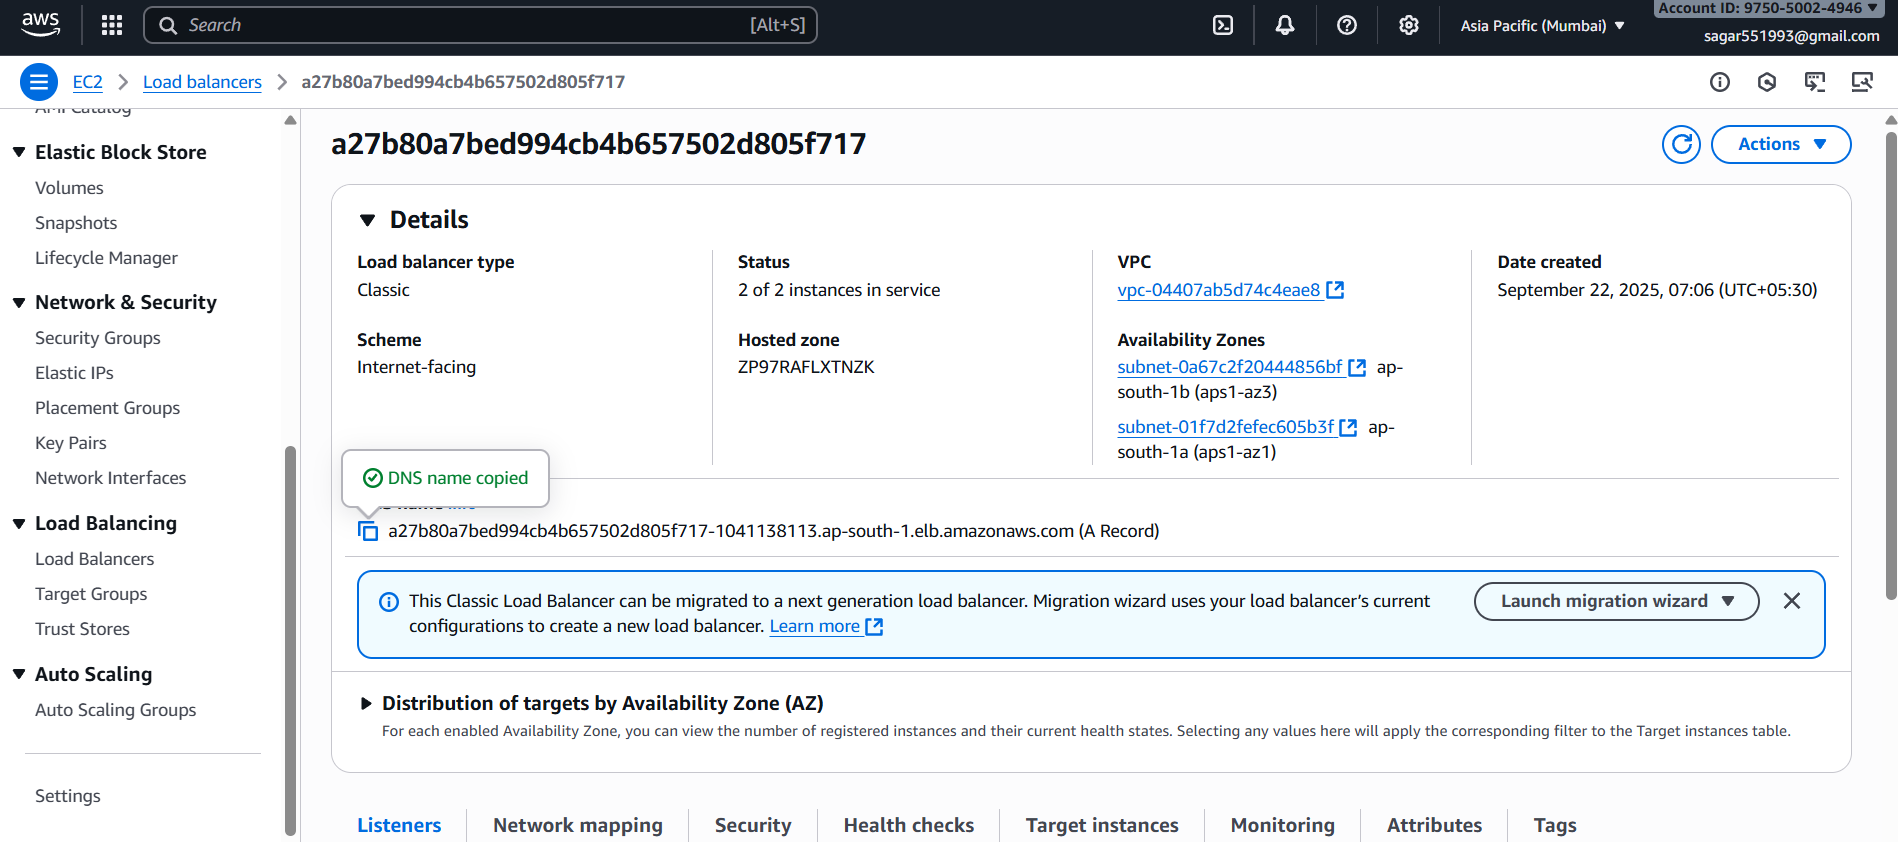 aws
Search
[Alt+S]
Asia Pacific (Mumbai)
Account ID: 9750-5002-4946
sagar551993@gmail.com
EC2
Load balancers
a27b80a7bed994cb4b657502d805f717
AMI Catalog
Elastic Block Store
Volumes
Snapshots
Lifecycle Manager
Network & Security
Security Groups
Elastic IPs
Placement Groups
Key Pairs
Network Interfaces
Load Balancing
Load Balancers
Target Groups
Trust Stores
Auto Scaling
Auto Scaling Groups
Settings
a27b80a7bed994cb4b657502d805f717
Actions
Details
Load balancer type
Classic
Status
2 of 2 instances in service
VPC
vpc-04407ab5d74c4eae8
Date created
September 22, 2025, 07:06 (UTC+05:30)
Scheme
Internet-facing
Hosted zone
ZP97RAFLXTNZK
Availability Zones
subnet-0a67c2f20444856bf ap-
south-1b (aps1-az3)
subnet-01f7d2fefec605b3f ap-
south-1a (aps1-az1)
DNS name copied
a27b80a7bed994cb4b657502d805f717-1041138113.ap-south-1.elb.amazonaws.com (A Record)
This Classic Load Balancer can be migrated to a next generation load balancer. Migration wizard uses your load balancer's current
configurations to create a new load balancer. Learn more
Launch migration wizard
Distribution of targets by Availability Zone (AZ)
For each enabled Availability Zone, you can view the number of registered instances and their current health states. Selecting any values here will apply the corresponding filter to the Target instances table.
Listeners
Network mapping
Security
Health checks
Target instances
Monitoring
Attributes
Tags